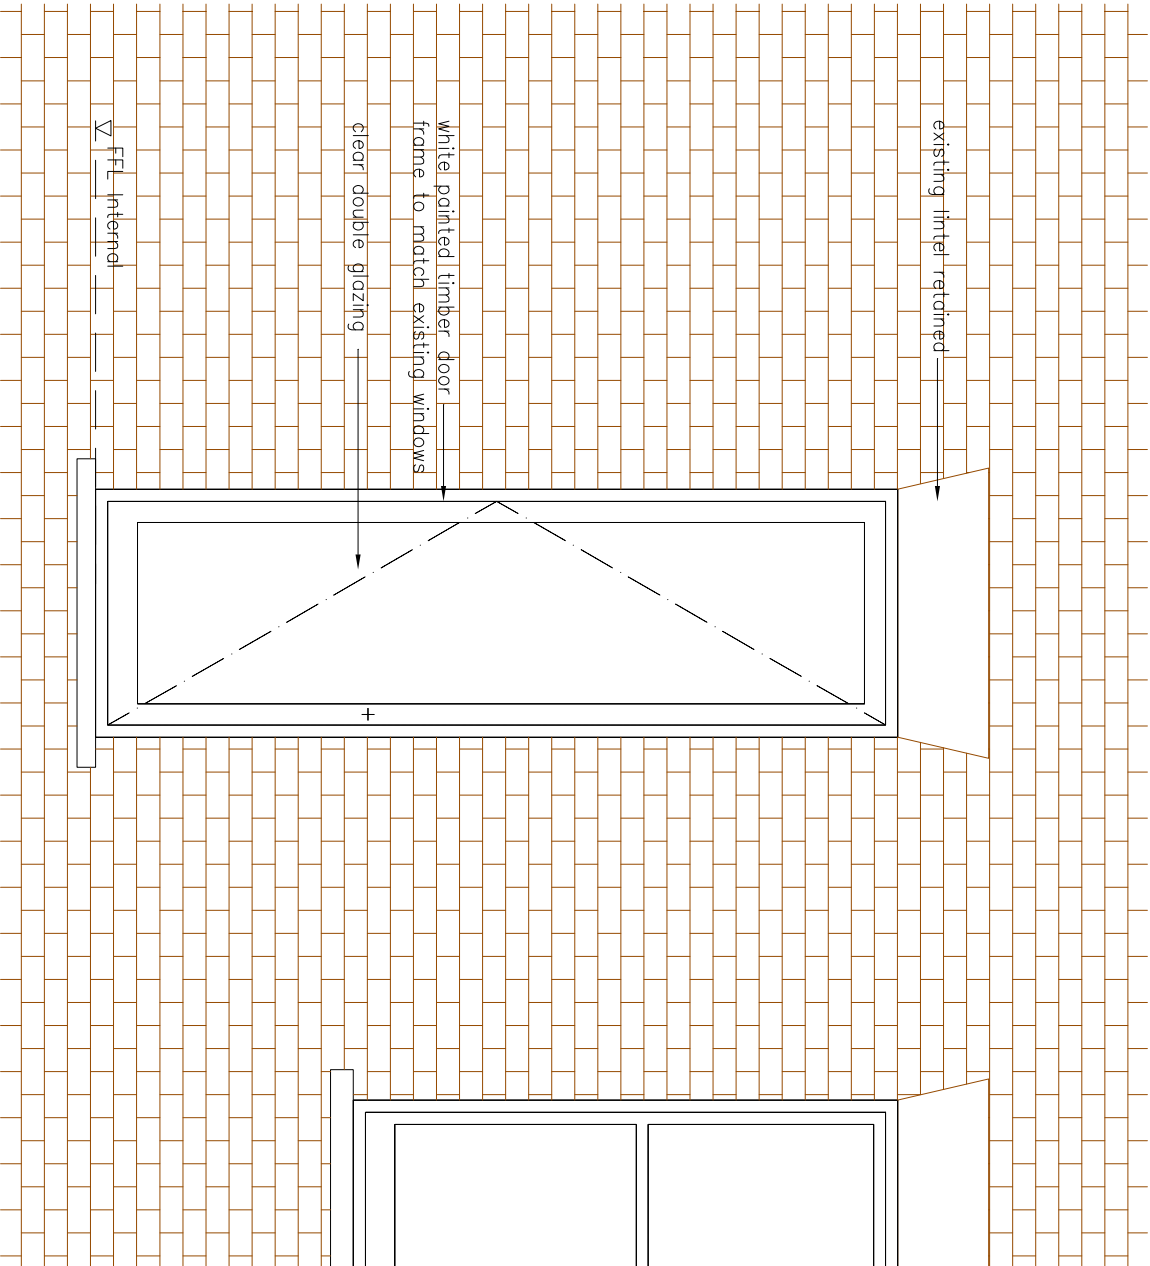 existing lintel retained
white painted timber door
frame to match existing windows
clear double glazing
FFL Internal